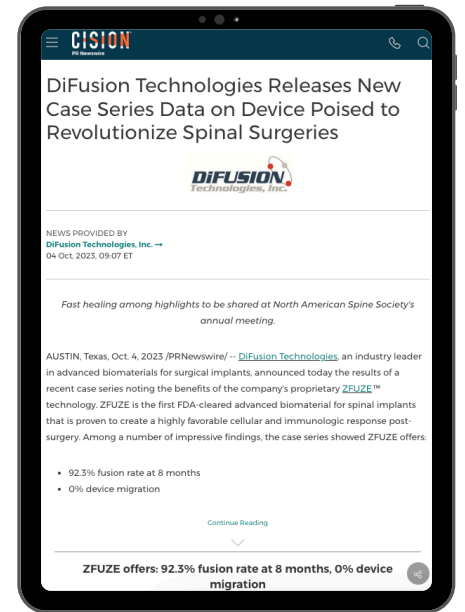 CISION
PR Newswire
DiFusion Technologies Releases New
Case Series Data on Device Poised to
Revolutionize Spinal Surgeries
DiFUSION
Technologies, Inc.
NEWS PROVIDED BY
DiFusion Technologies, Inc. →
04 Oct, 2023, 09:07 ET
Fast healing among highlights to be shared at North American Spine Society's
annual meeting.
AUSTIN, Texas, Oct. 4, 2023 /PRNewswire/ -- DiFusion Technologies, an industry leader
in advanced biomaterials for surgical implants, announced today the results of a
recent case series noting the benefits of the company's proprietary ZFUZE™
technology. ZFUZE is the first FDA-cleared advanced biomaterial for spinal implants
that is proven to create a highly favorable cellular and immunologic response post-
surgery. Among a number of impressive findings, the case series showed ZFUZE offers:
• 92.3% fusion rate at 8 months
• 0% device migration
Continue Reading
ZFUZE offers: 92.3% fusion rate at 8 months, 0% device
migration